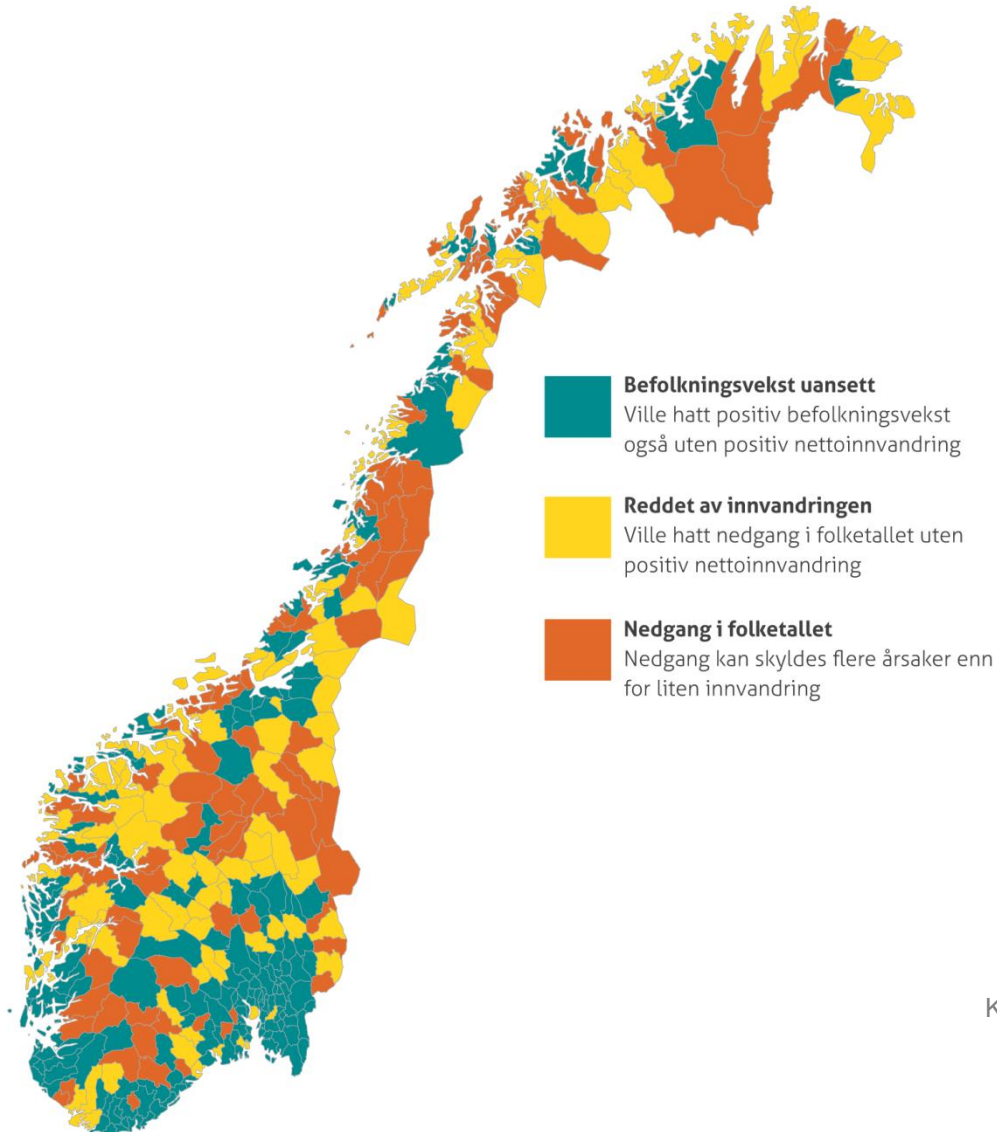 Befolkningsvekst uansett
Ville hatt positiv befolkningsvekst
også uten positiv nettoinnvandring
Reddet av innvandringen
Ville hatt nedgang i folketallet uten
positiv nettoinnvandring
Nedgang i folketallet
Nedgang kan skyldes flere årsaker enn
for liten innvandring
K